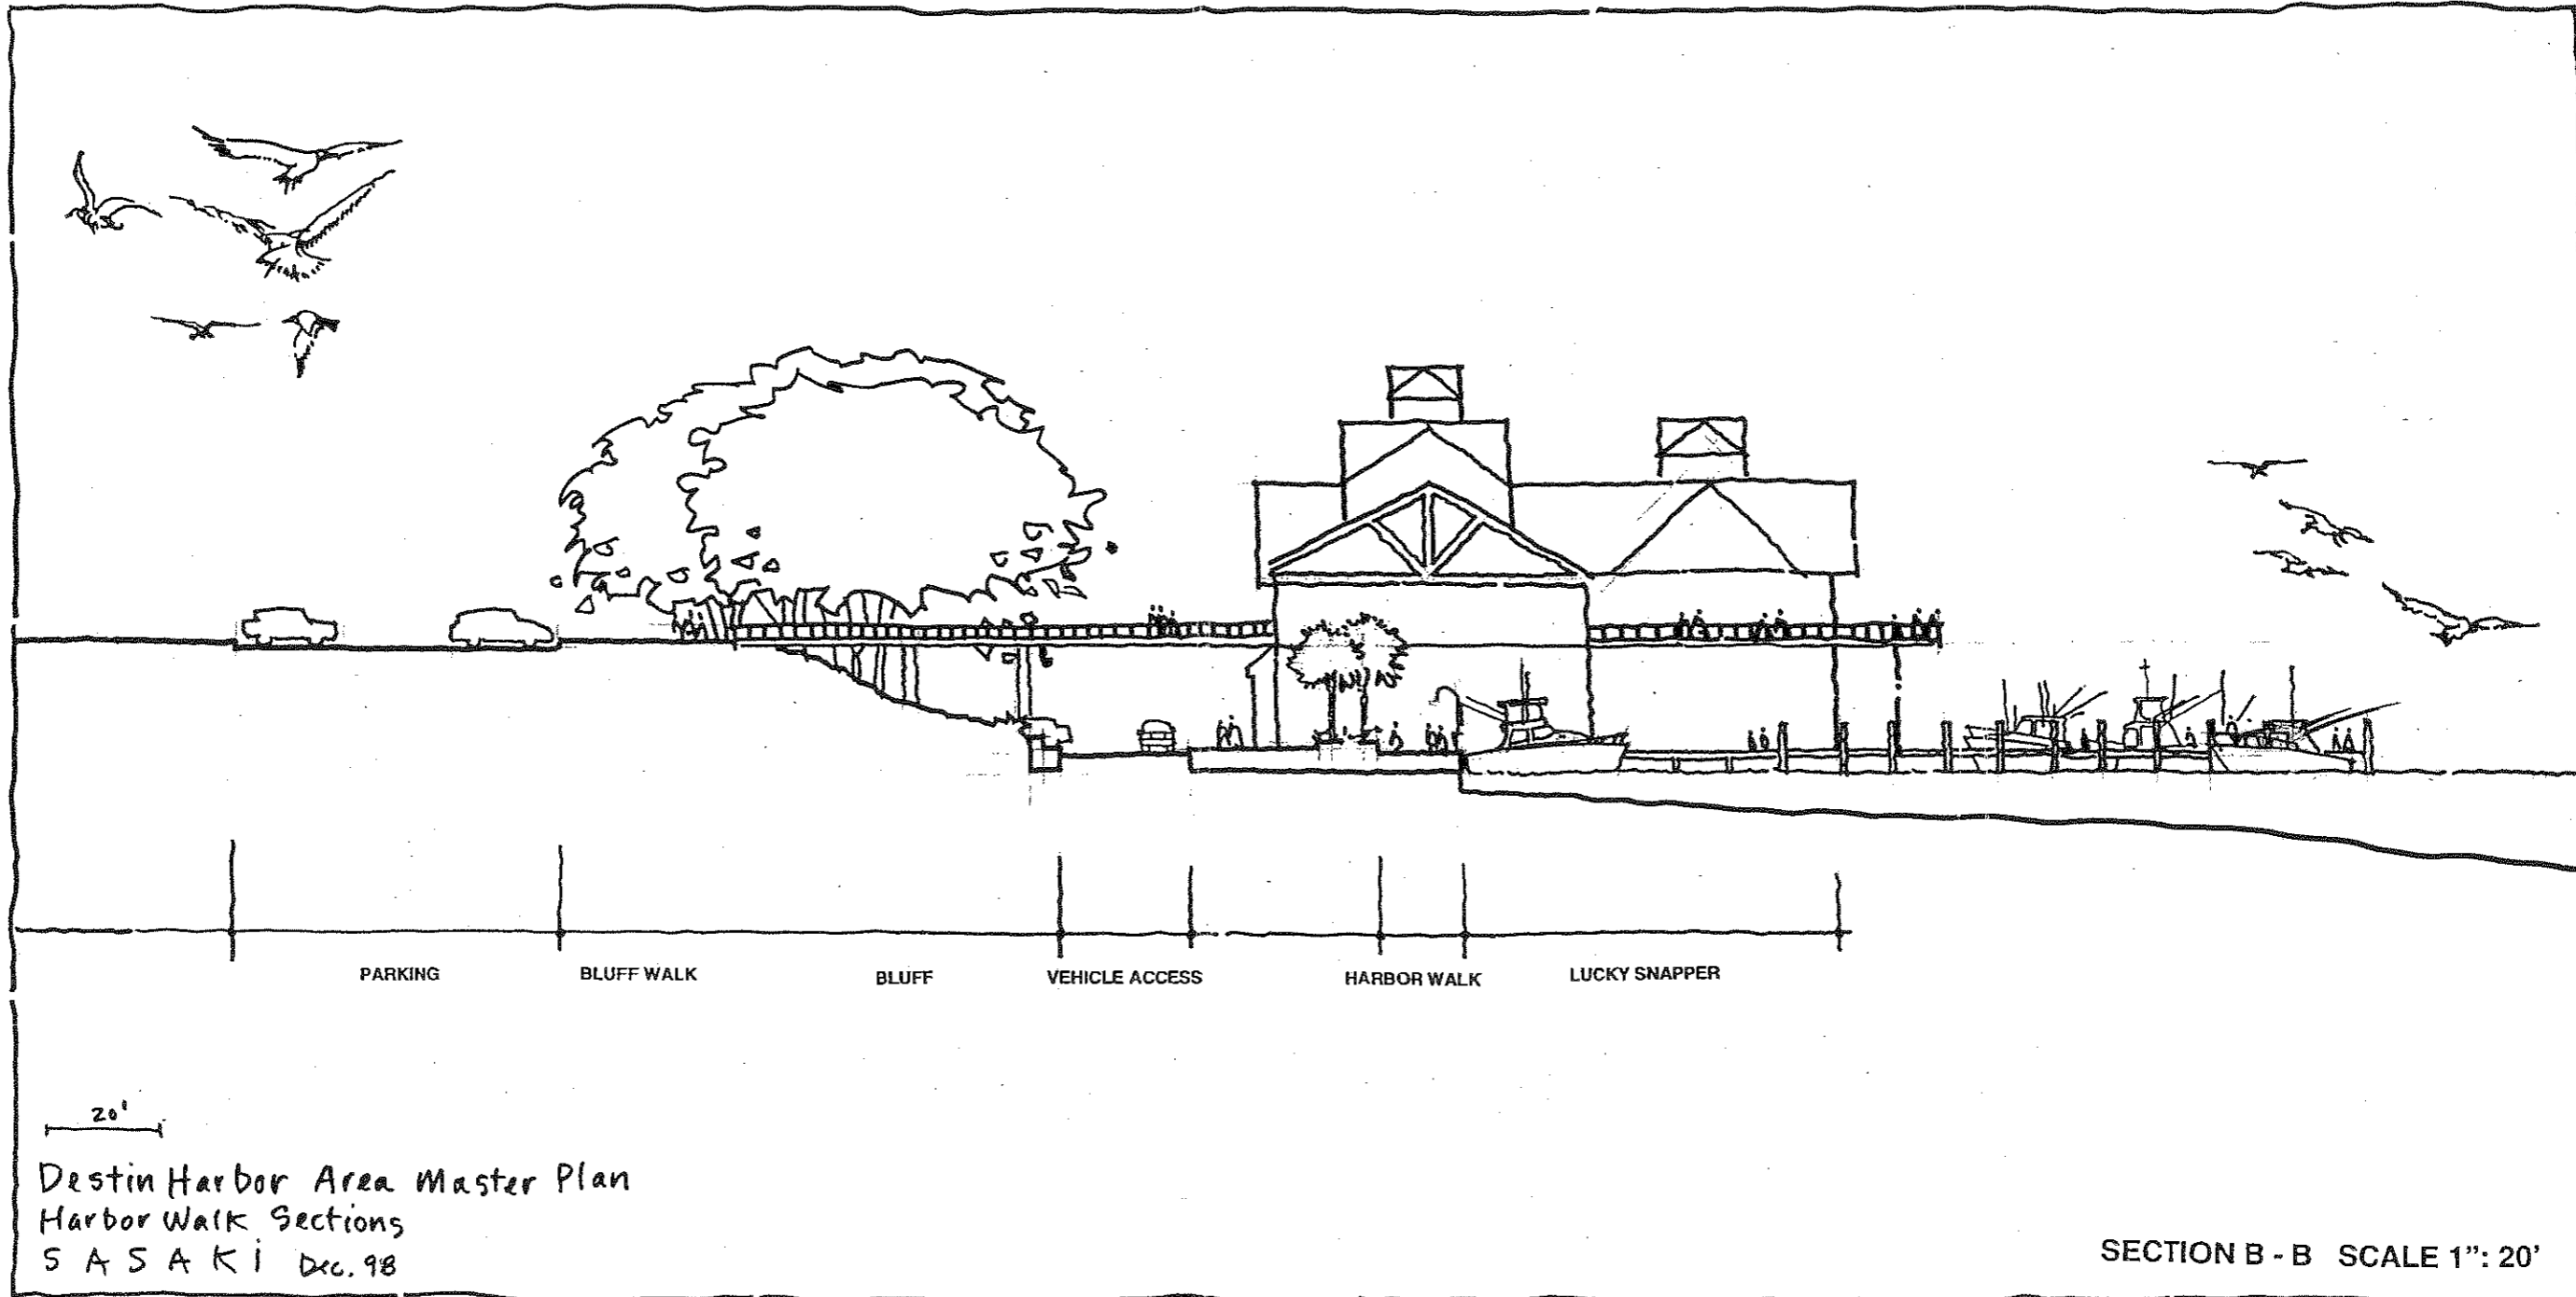 PARKING
BLUFF WALK
BLUFF
VEHICLE ACCESS
HARBOR WALK
LUCKY SNAPPER
20'
Destin Harbor Area Master Plan
Harbor Walk Sections
SASAKI Dec. 98
SECTION B - B SCALE 1”: 20’